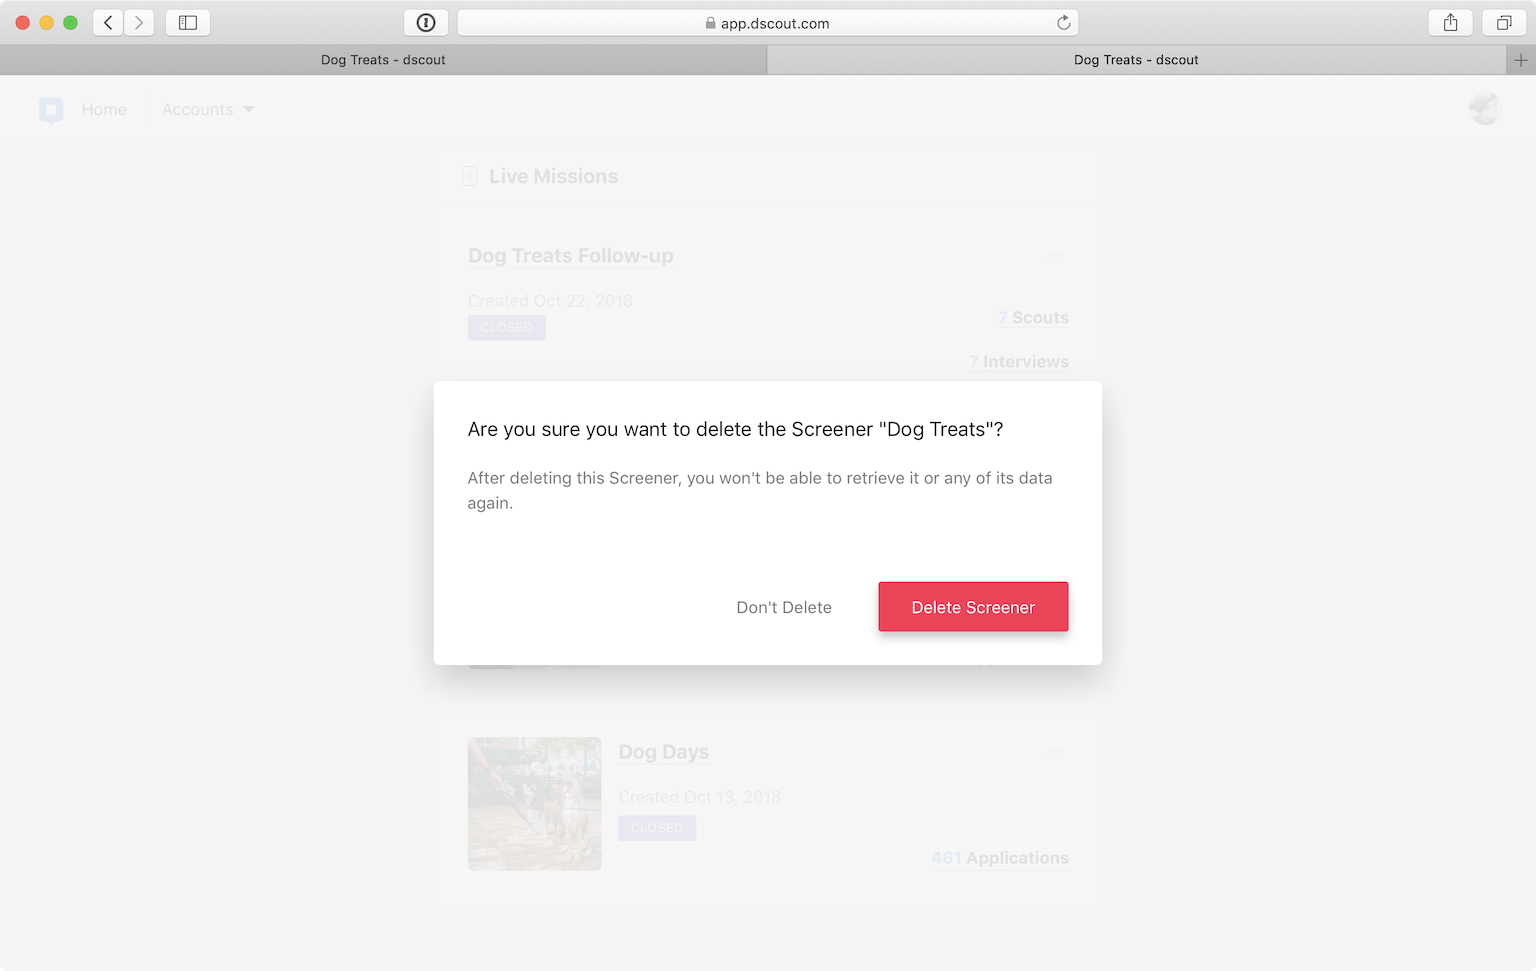 app.dscout.com
Dog Treats - dscout
Dog Treats - dscout
Home
Accounts
Live Missions
Dog Treats Follow-up
Created Oct 22, 2018
CLOSED
7 Scouts
7 Interviews
Are you sure you want to delete the Screener "Dog Treats"?
After deleting this Screener, you won't be able to retrieve it or any of its data
again.
Don't Delete
Delete Screener
Dog Days
Created Oct 13, 2018
CLOSED
461 Applications